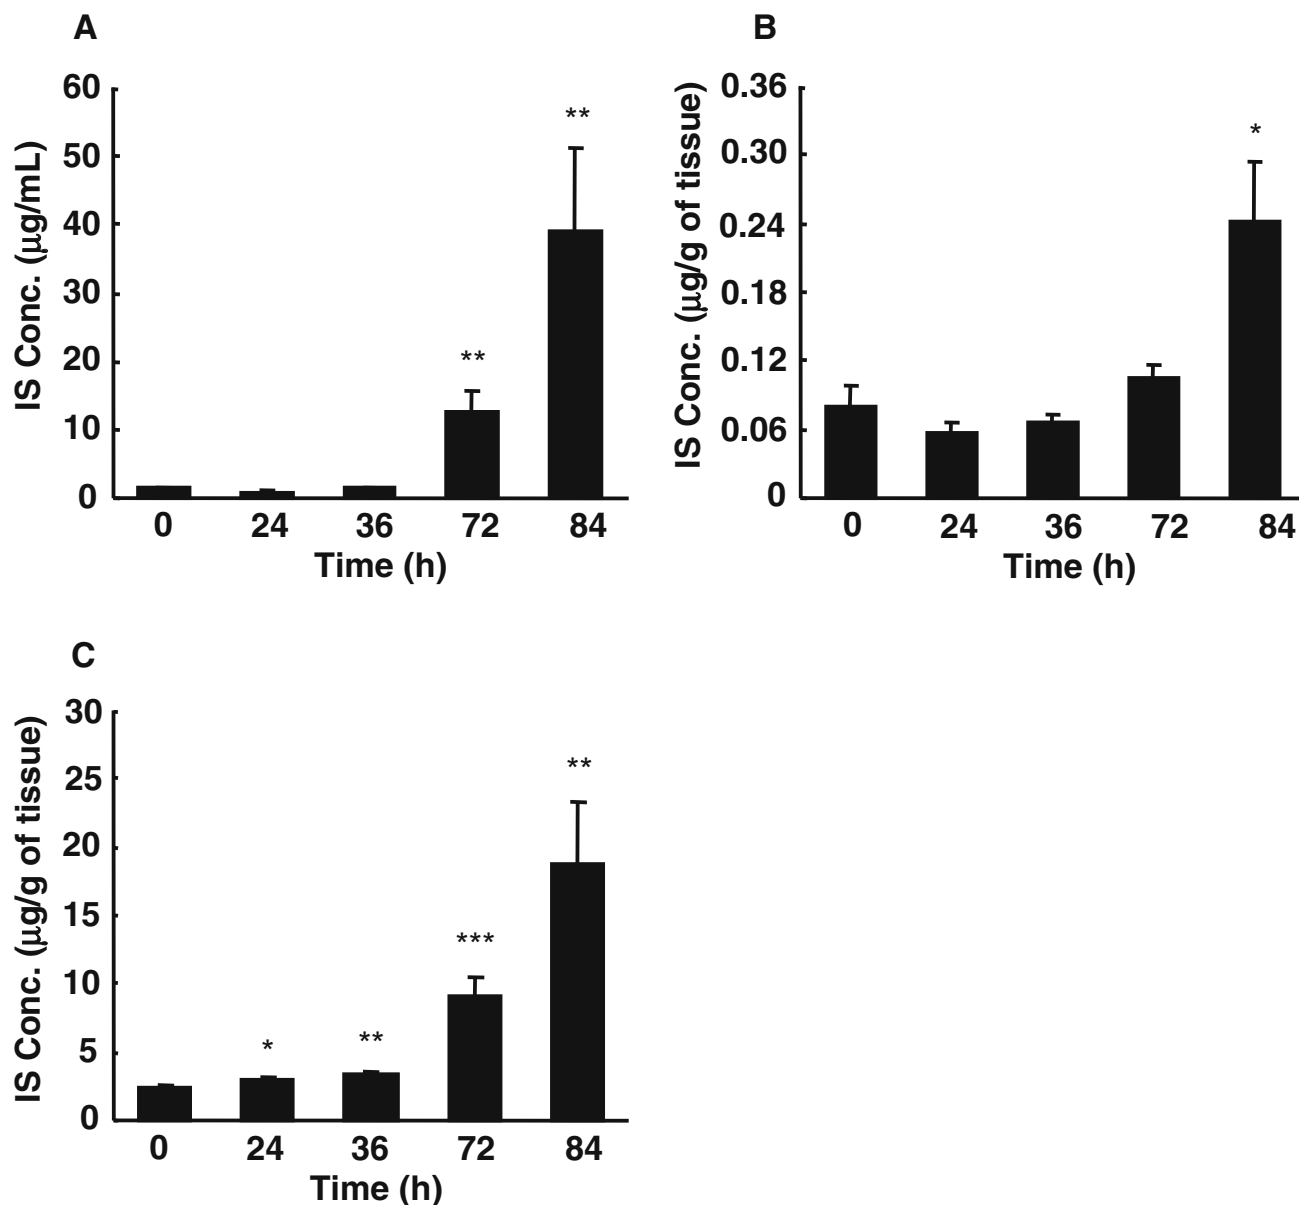 A
IS Conc. (µg/mL)
60
50
40
30
20
10
0
**
**
0 24 36 72 84
Time (h)
B
IS Conc. (µg/g of tissue)
0.36
0.30
0.24
0.18
0.12
0.06
0
*
0 24 36 72 84
Time (h)
C
IS Conc. (µg/g of tissue)
30
25
20
15
10
5
0
*
**
***
**
0 24 36 72 84
Time (h)